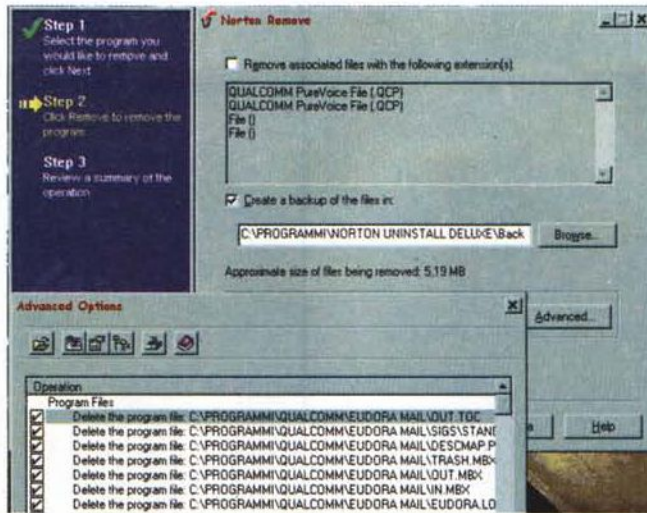 Step 1
Select the program you
would like to remove and
click Next
Step 2
Click Remove to remove the
program.
Step 3
Review a summary of the
operation
Norton Remove
Remove associated files with the following extension(s):
QUALCOMM PureVoice File (.QCP)
QUALCOMM PureVoice File (.QCP)
File ()
File ()
Create a backup of the files in:
C:\PROGRAMMI\NORTON UNINSTALL DELUXE\Back
Browse...
Approximate size of files being removed: 5,19 MB
Advanced...
Help
Advanced Options
Operation
Program Files
Delete the program file: C:\PROGRAMMI\QUALCOMM\EUDORA MAIL\OUT.TOC
Delete the program file: C:\PROGRAMMI\QUALCOMM\EUDORA MAIL\SIGS\STAND
Delete the program file: C:\PROGRAMMI\QUALCOMM\EUDORA MAIL\DESCMAP.P
Delete the program file: C:\PROGRAMMI\QUALCOMM\EUDORA MAIL\TRASH.MBX
Delete the program file: C:\PROGRAMMI\QUALCOMM\EUDORA MAIL\OUT.MBX
Delete the program file: C:\PROGRAMMI\QUALCOMM\EUDORA MAIL\IN.MBX
Delete the program file: C:\PROGRAMMI\QUALCOMM\EUDORA MAIL\EUDORA.LO